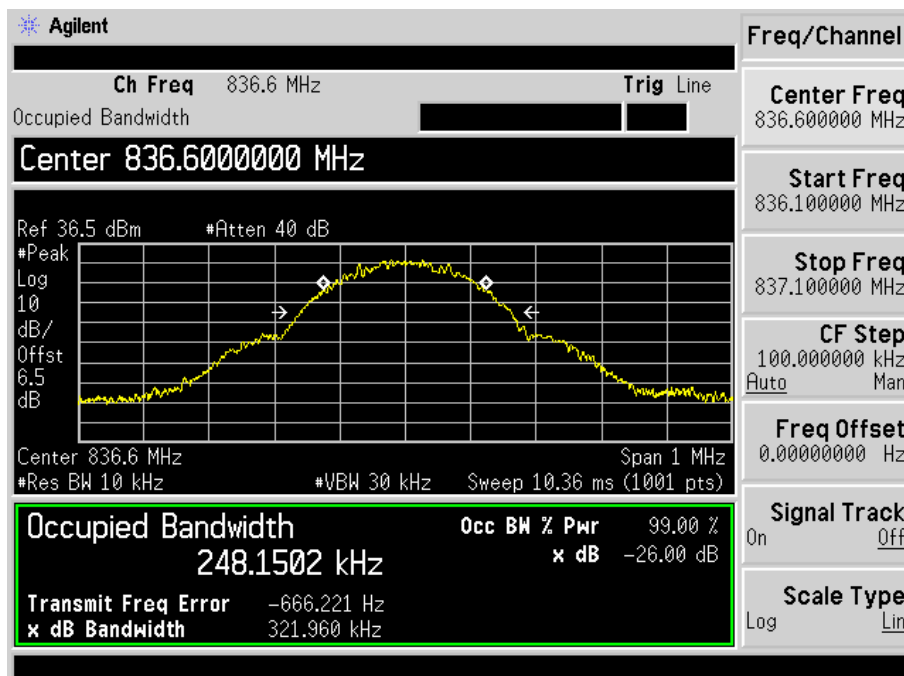 Agilent
Freq/Channel
Ch Freq 836.6 MHz Trig Line
Occupied Bandwidth
Center 836.6000000 MHz
Ref 36.5 dBm #Atten 40 dB
#Peak
Log
10
dB/
Offst
6.5
dB
Center 836.6 MHz Span 1 MHz
#Res BW 10 kHz #VBW 30 kHz Sweep 10.36 ms (1001 pts)
Occupied Bandwidth Occ BW % Pwr 99.00 %
248.1502 kHz x dB -26.00 dB
Transmit Freq Error -666.221 Hz
x dB Bandwidth 321.960 kHz
Center Freq
836.600000 MHz
Start Freq
836.100000 MHz
Stop Freq
837.100000 MHz
CF Step
100.000000 kHz
Auto Man
Freq Offset
0.00000000 Hz
Signal Track
On Off
Scale Type
Log Lin